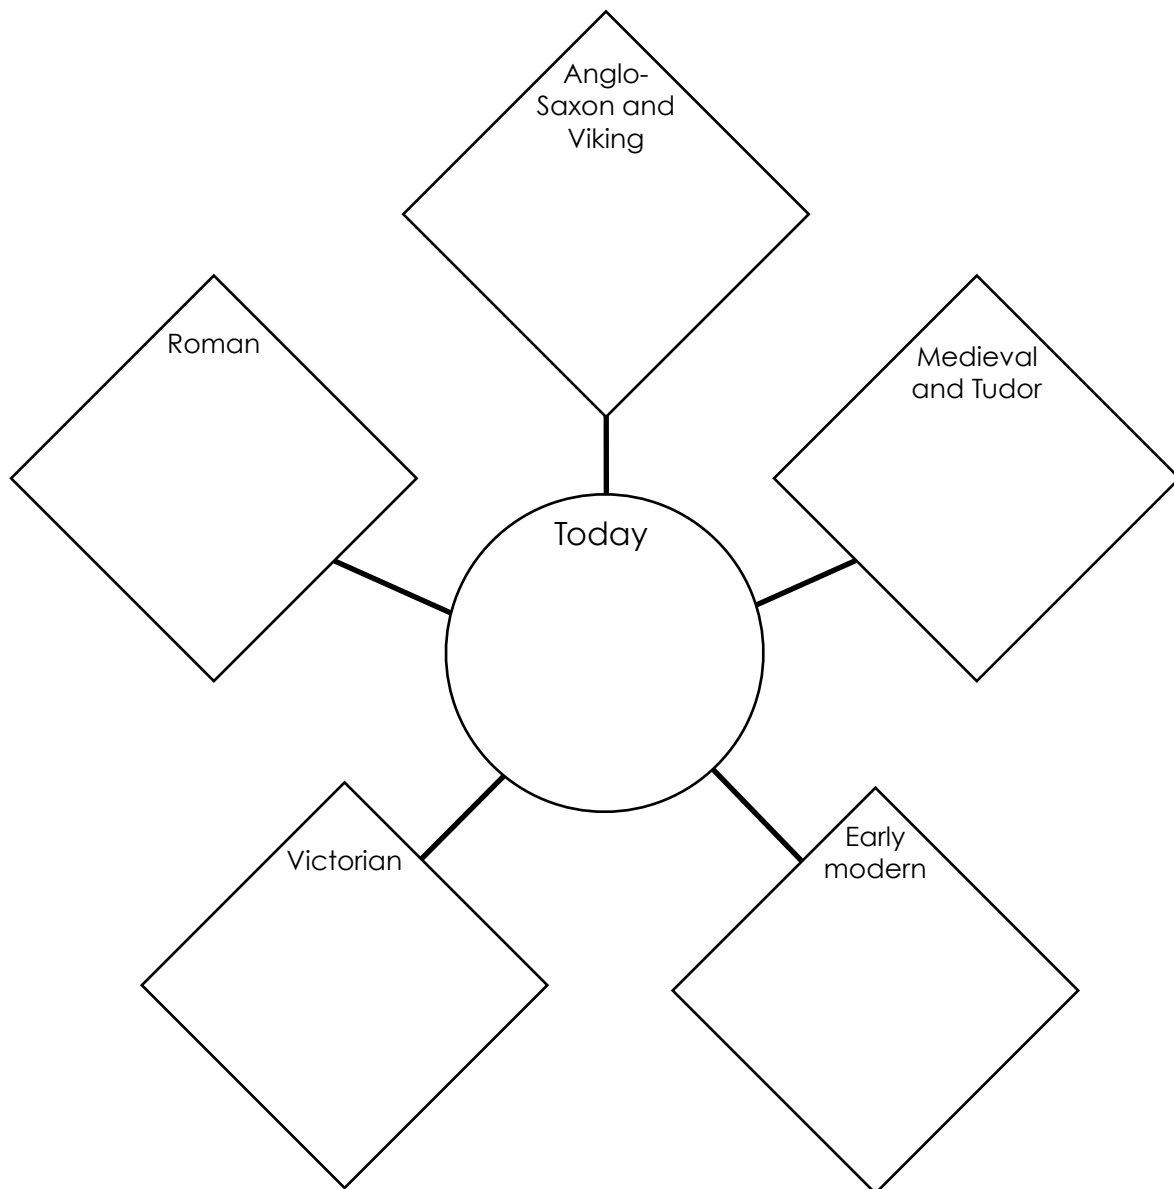 Anglo-
Saxon and
Viking
Roman
Medieval
and Tudor
Today
Victorian
Early
modern